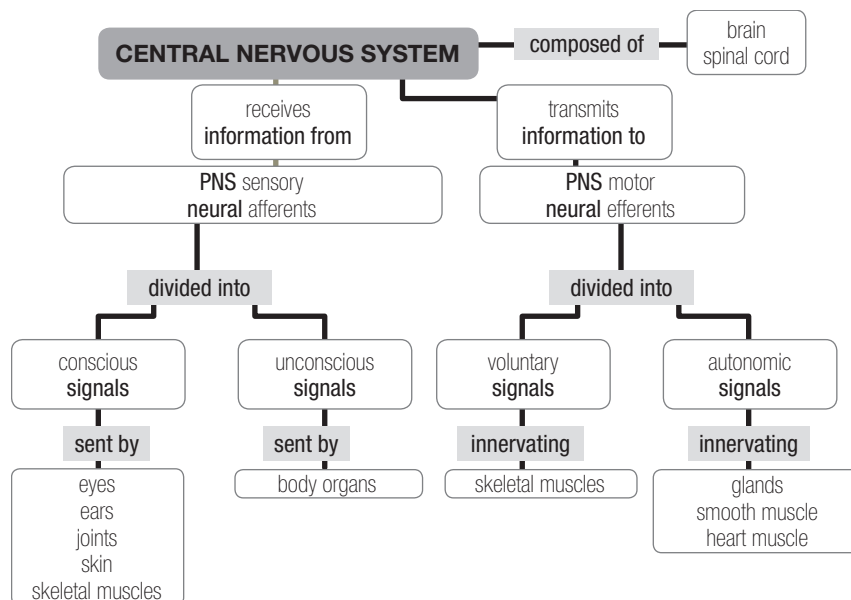 CENTRAL NERVOUS SYSTEM
composed of
brain
spinal cord
receives
information from
transmits
information to
PNS sensory
neural afferents
PNS motor
neural efferents
divided into
divided into
conscious
signals
unconscious
signals
voluntary
signals
autonomic
signals
sent by
sent by
innervating
innervating
eyes
ears
joints
skin
skeletal muscles
body organs
skeletal muscles
glands
smooth muscle
heart muscle